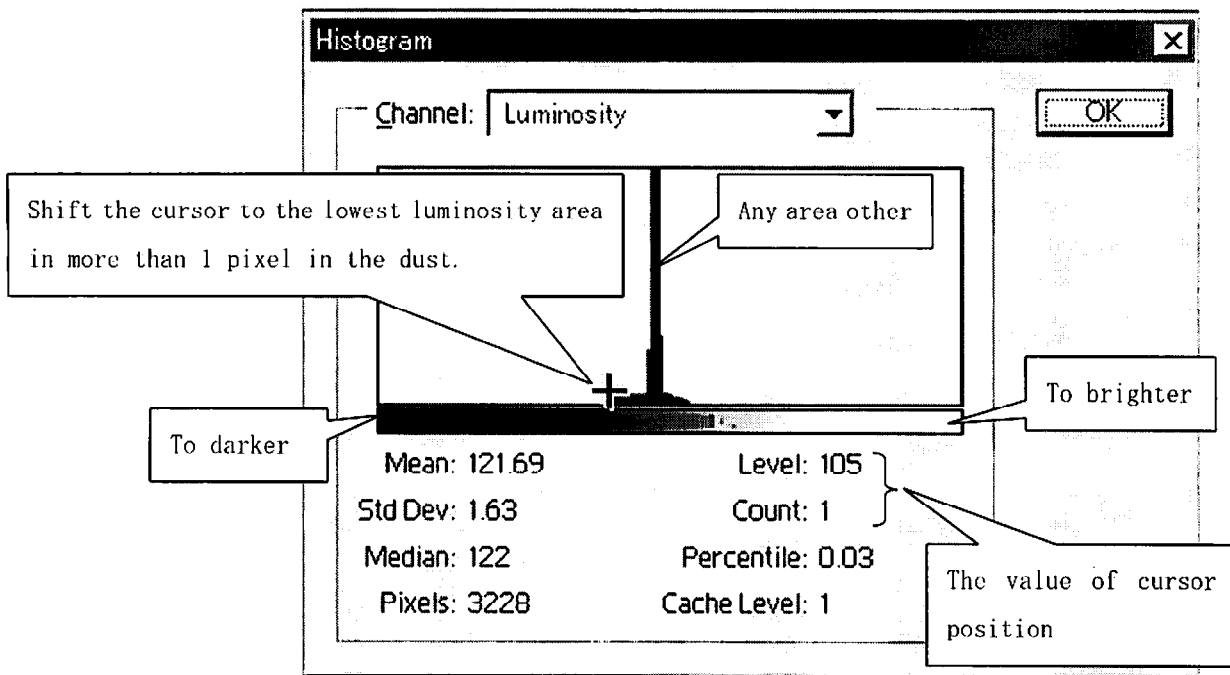 Histogram
Channel: Luminosity
OK
Shift the cursor to the lowest luminosity area
in more than 1 pixel in the dust.
Any area other
To darker
To brighter
Mean: 121.69
Level: 105
Std Dev: 1.63
Count: 1
Median: 122
Percentile: 0.03
Pixels: 3228
Cache Level: 1
The value of cursor
position